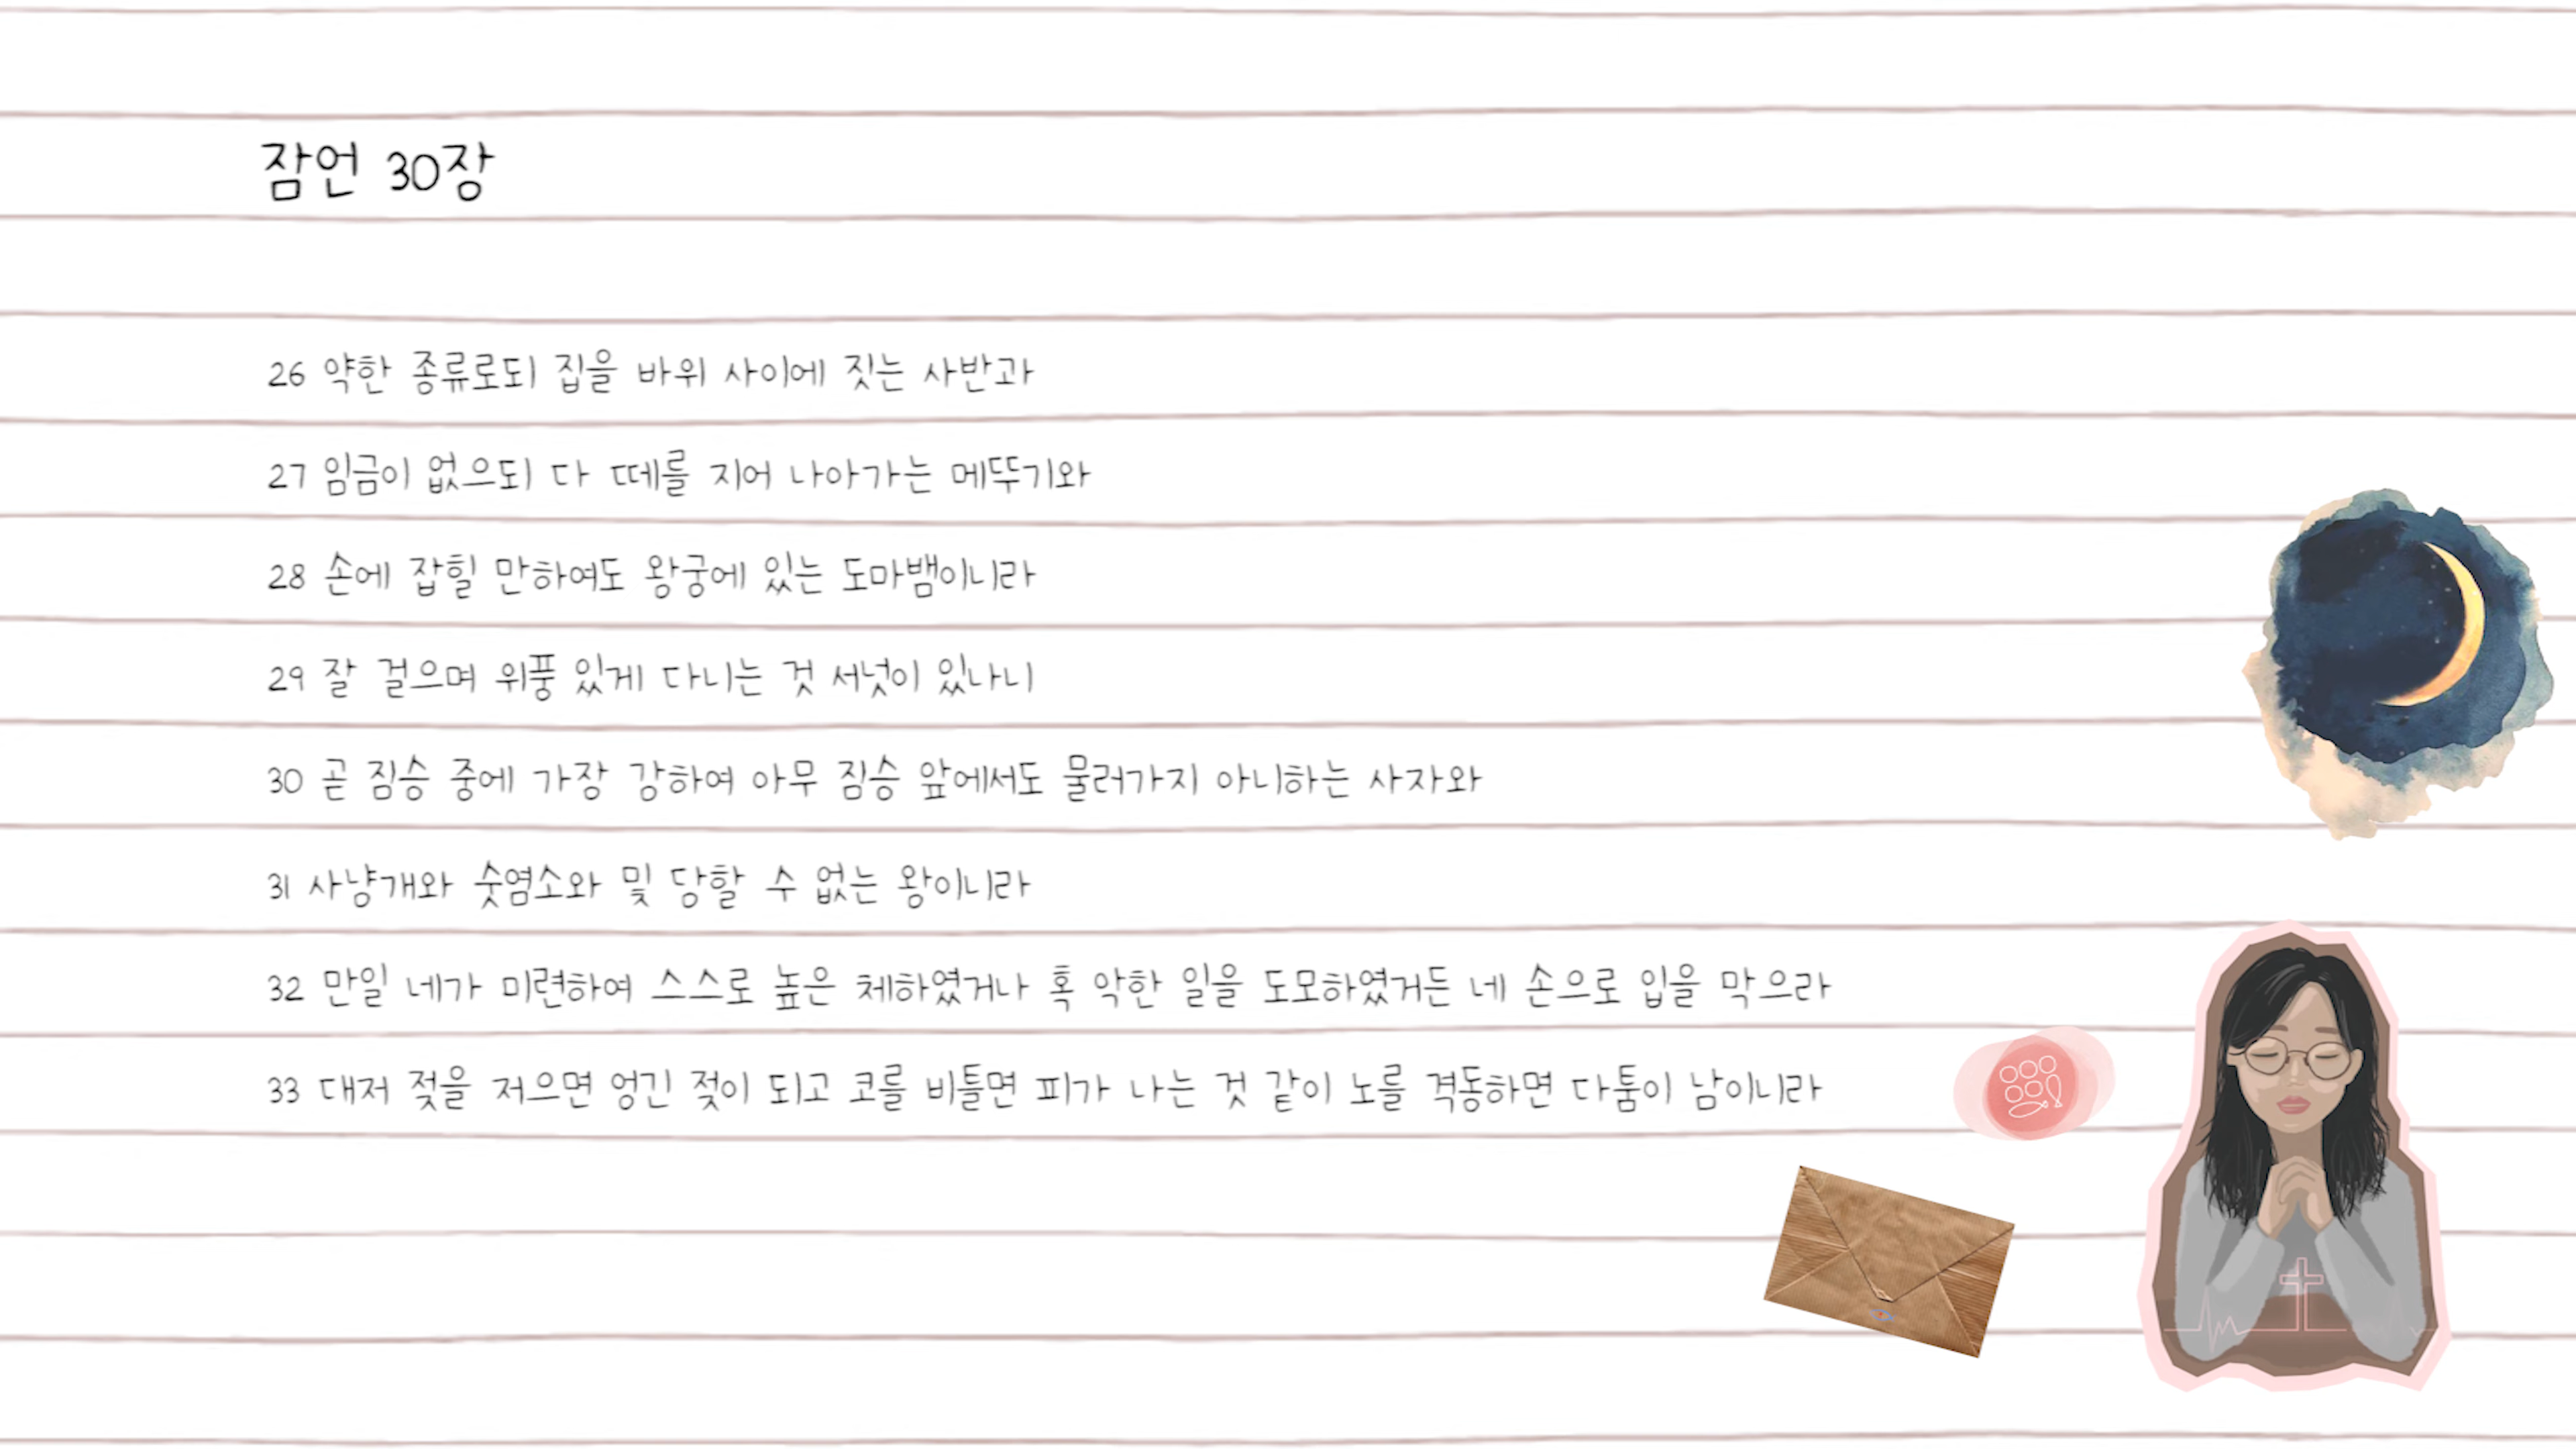 잠언 30장
26 약한 종류로되 집을 바위 사이에 짓는 사반과
27 임금이 없으되 다 떼를 지어 나아가는 메뚜기와
28 손에 잡힐 만하여도 왕궁에 있는 도마뱀이니라
29 잘 걸으며 위풍 있게 다니는 것 서넛이 있나니
30 곧 짐승 중에 가장 강하여 아무 짐승 앞에서도 물러가지 아니하는 사자와
31 사냥개와 숫염소와 및 당할 수 없는 왕이니라
32 만일 네가 미련하여 스스로 높은 체하였거나 혹 악한 일을 도모하였거든 네 손으로 입을 막으라
33 대저 젖을 저으면 엉긴 젖이 되고 코를 비틀면 피가 나는 것 같이 노를 격동하면 다툼이 남이니라